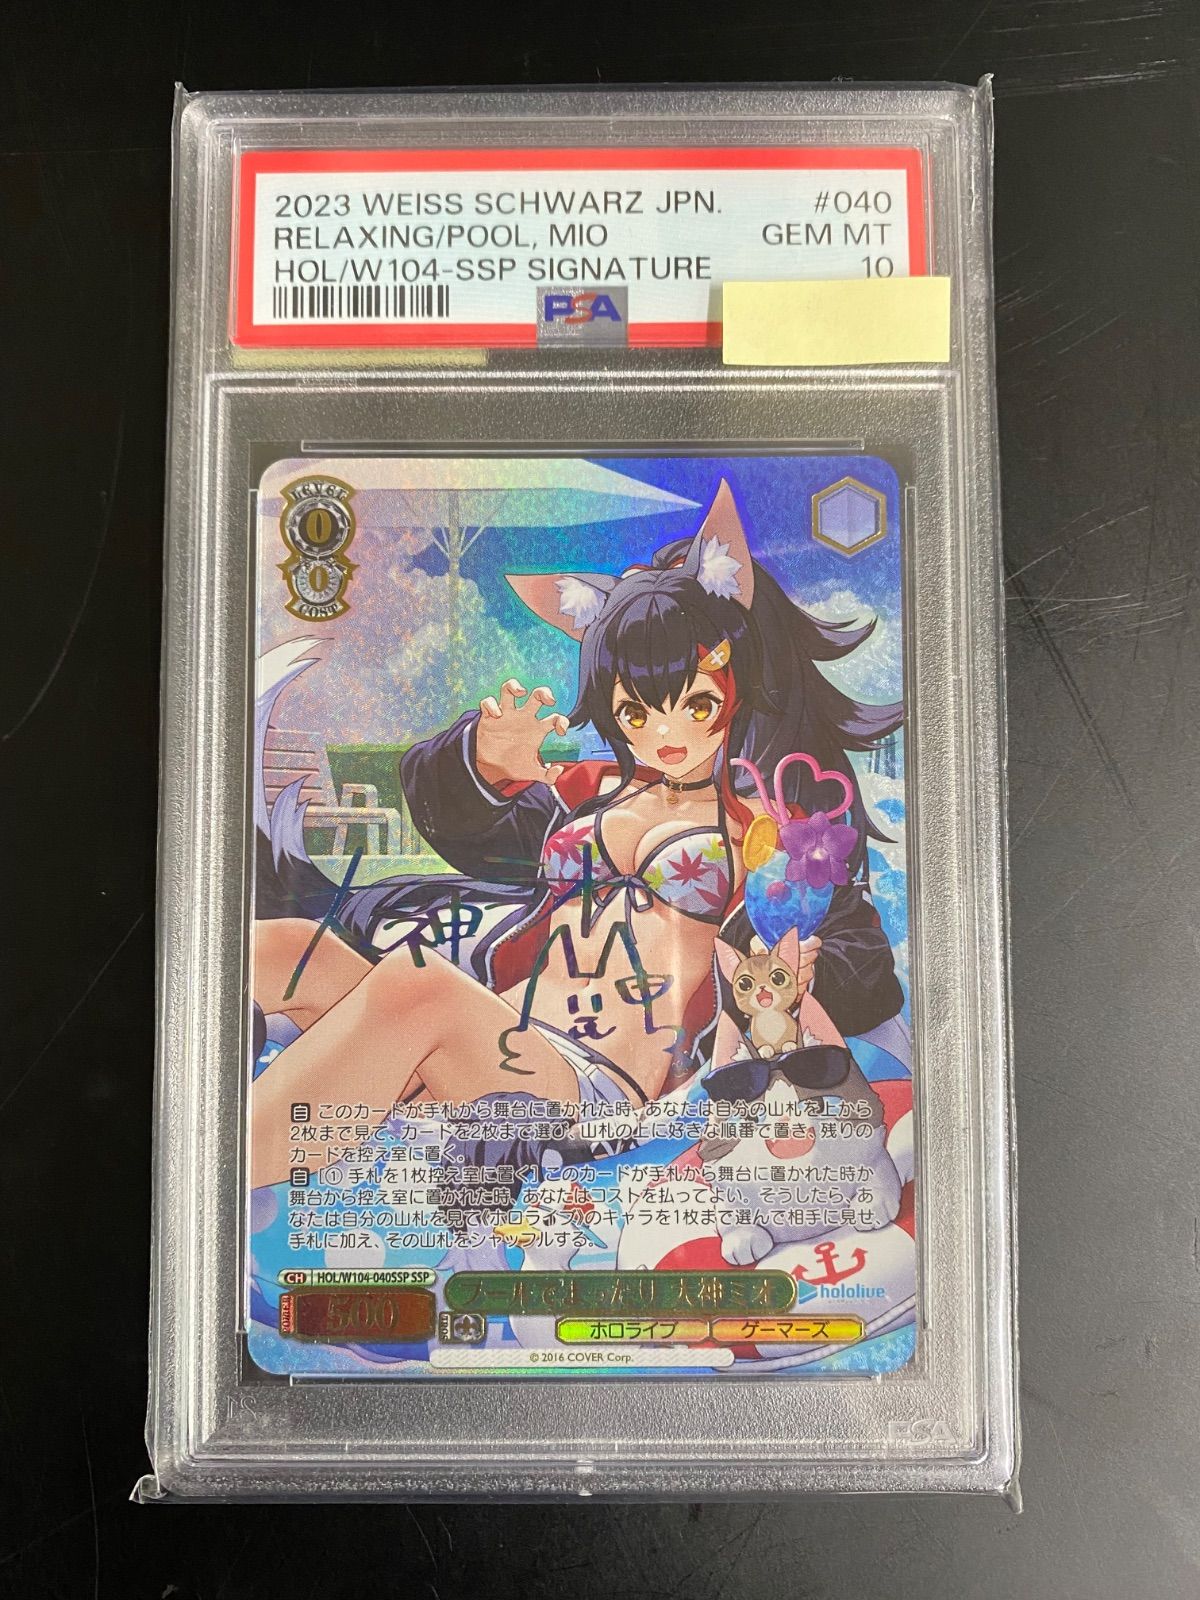 2023 WEISS SCHWARZ JPN. #040
RELAXING/POOL, MIO GEM MT
HOL/W104-SSP SIGNATURE 10
PSA
LEVEL
0
0
COST
大神ミオ
自 このカードが手札から舞台に置かれた時、あなたは自分の山札を上から
2枚まで見て、カードを2枚まで選び、山札の上に好きな順番で置き、残りの
カードを控え室に置く。
自 [① 手札を1枚控え室に置く] このカードが手札から舞台に置かれた時か
舞台から控え室に置かれた時、あなたはコストを払ってよい。そうしたら、あ
なたは自分の山札を見て《ホロライブ》のキャラを1枚まで選んで相手に見せ、
手札に加え、その山札をシャッフルする。
CH HOL/W104-040SSP SSP
プールでまったり 大神ミオ
hololive
500
ホロライブ ゲーマーズ
© 2016 COVER Corp.
PSA